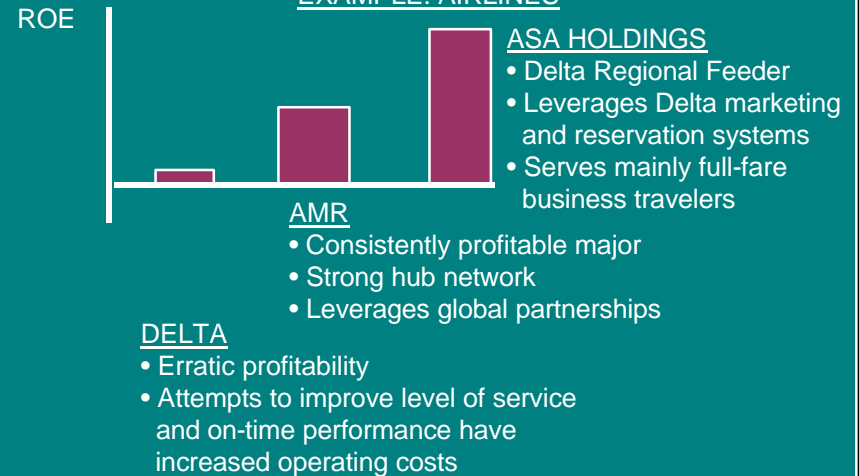 EXAMPLE: AIRLINES
ROE
ASA HOLDINGS
• Delta Regional Feeder
• Leverages Delta marketing
and reservation systems
• Serves mainly full-fare
business travelers
AMR
• Consistently profitable major
• Strong hub network
• Leverages global partnerships
DELTA
• Erratic profitability
• Attempts to improve level of service
and on-time performance have
increased operating costs